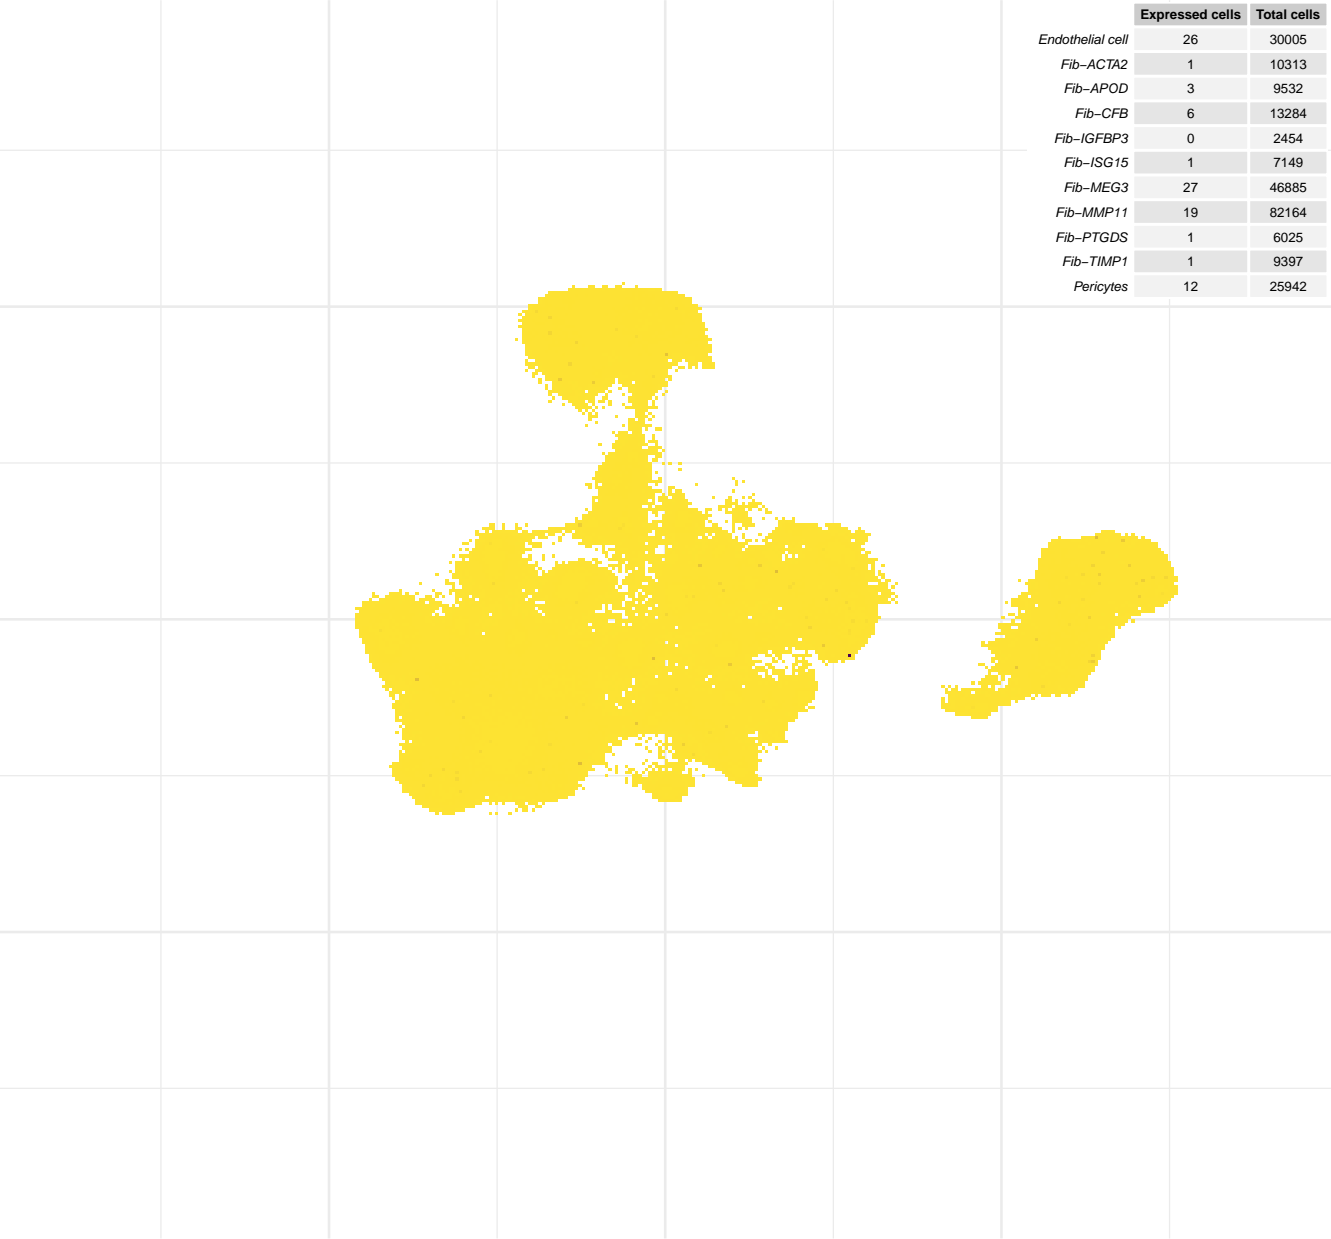 Expressed cells Total cells
Endothelial cell 26 30005
Fib−ACTA2 1 10313
Fib−APOD 3 9532
Fib−CFB 6 13284
Fib−IGFBP3 0 2454
Fib−ISG15 1 7149
Fib−MEG3 27 46885
Fib−MMP11 19 82164
Fib−PTGDS 1 6025
Fib−TIMP1 1 9397
Pericytes 12 25942